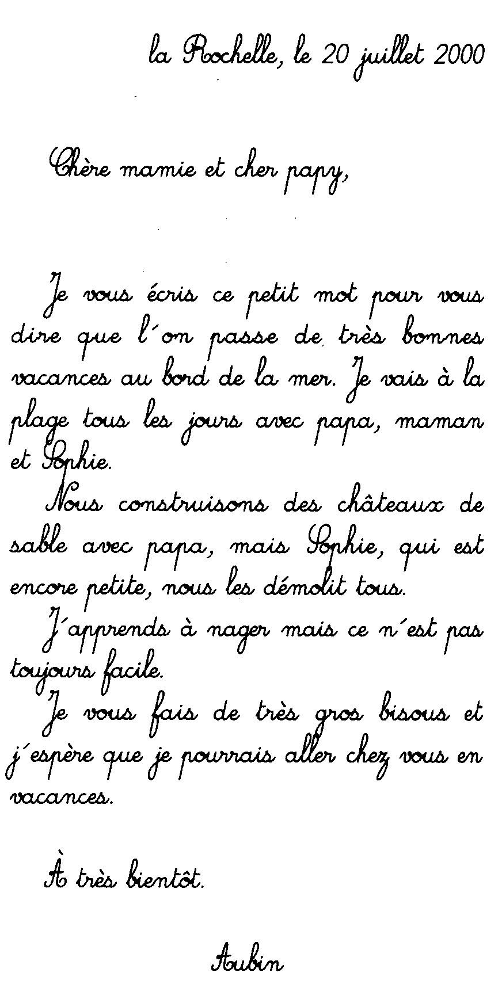 la Rochelle, le 20 juillet 2000
Chère mamie et cher papy,
Je vous écris ce petit mot pour vous
dire que l'on passe de très bonnes
vacances au bord de la mer. Je vais à la
plage tous les jours avec papa, maman
et Sophie.
Nous construisons des châteaux de
sable avec papa, mais Sophie, qui est
encore petite, nous les démolit tous.
J'apprends à nager mais ce n'est pas
toujours facile.
Je vous fais de très gros bisous et
j'espère que je pourrais aller chez vous en
vacances.
À très bientôt.
Aubin